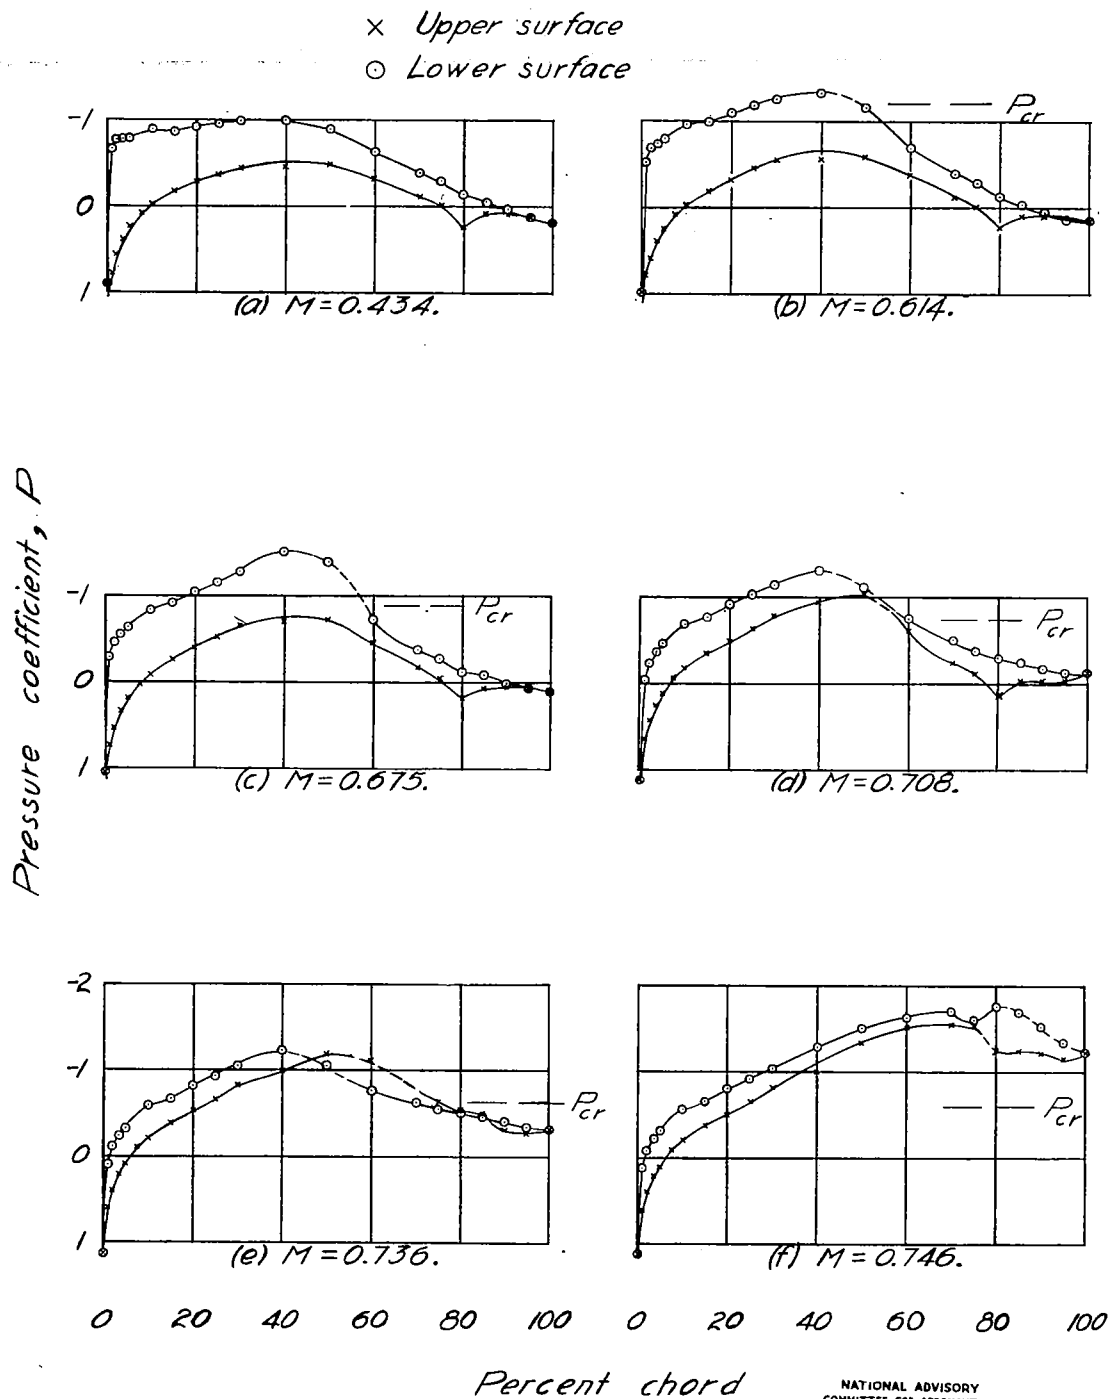 × Upper surface
⊙ Lower surface
-1
0
1
P_cr
(a) M=0.434.
(b) M=0.614.
Pressure coefficient, P
-1
0
1
P_cr
P_cr
(c) M=0.675.
(d) M=0.708.
-2
-1
0
1
P_cr
P_cr
(e) M=0.736.
(f) M=0.746.
0 20 40 60 80 100 0 20 40 60 80 100
Percent chord
NATIONAL ADVISORY